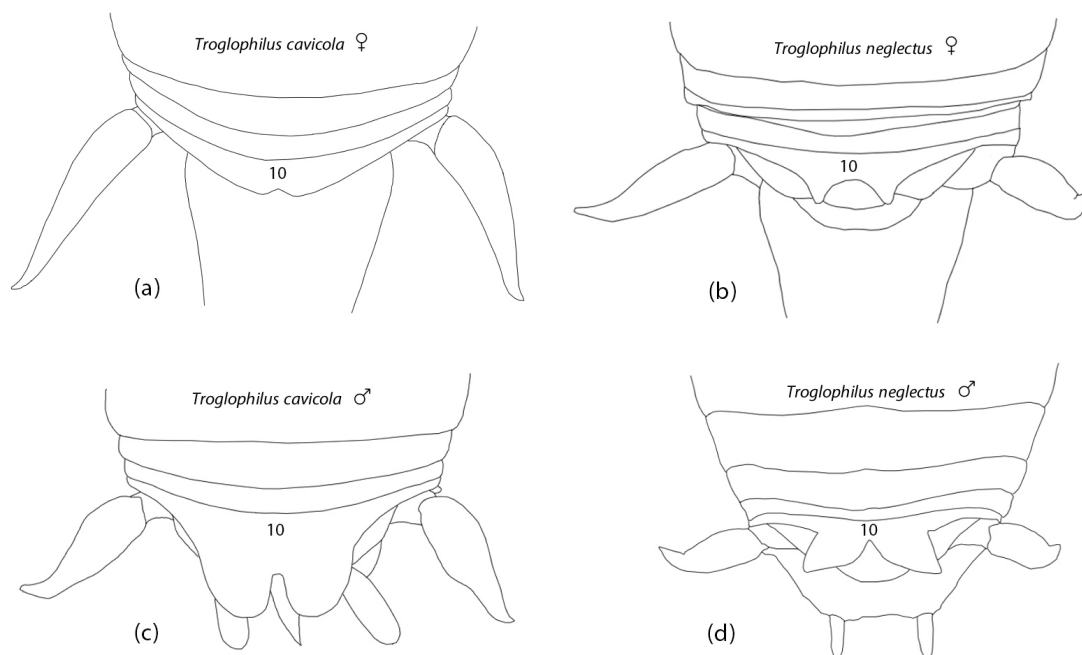 Troglophilus cavicola ♀
10
(a)
Troglophilus neglectus ♀
10
(b)
Troglophilus cavicola ♂
10
(c)
Troglophilus neglectus ♂
10
(d)